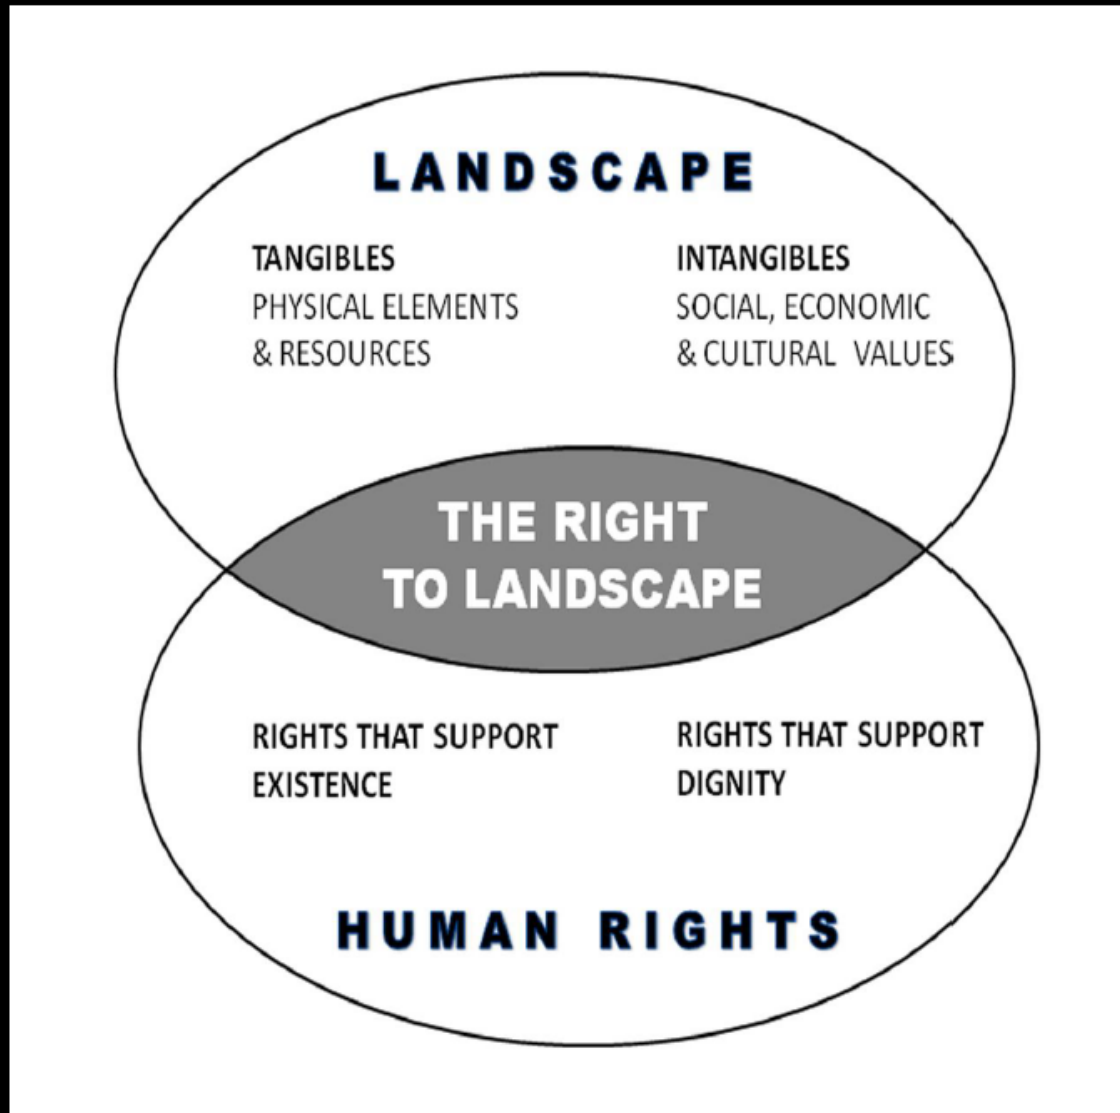 LANDSCAPE
TANGIBLES
PHYSICAL ELEMENTS
& RESOURCES
INTANGIBLES
SOCIAL, ECONOMIC
& CULTURAL VALUES
THE RIGHT
TO LANDSCAPE
RIGHTS THAT SUPPORT
EXISTENCE
RIGHTS THAT SUPPORT
DIGNITY
HUMAN RIGHTS